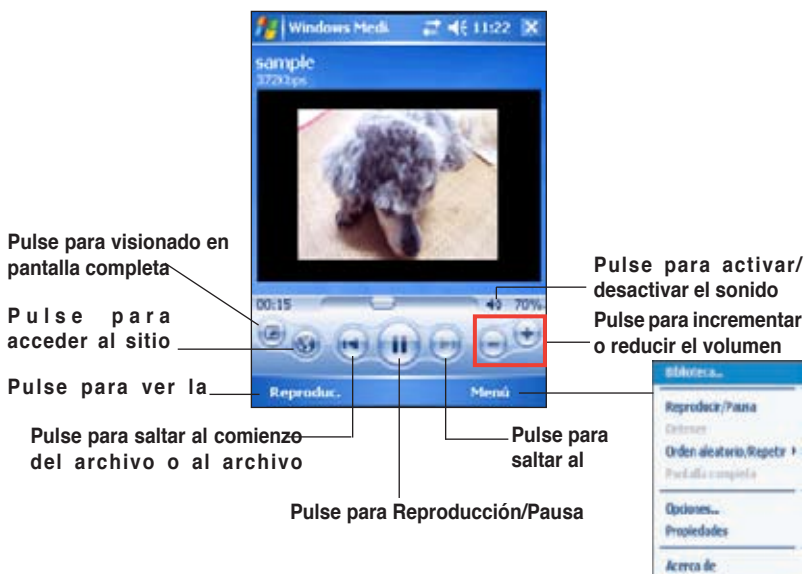 Windows Medi
11:22
sample
372Kbps
Pulse para visionado en
pantalla completa
Pulse para
acceder al sitio
Pulse para ver la
00:15
70%
Pulse para activar/
desactivar el sonido
Pulse para incrementar
o reducir el volumen
Reproduc.
Menú
Pulse para saltar al comienzo
del archivo o al archivo
Pulse para
saltar al
Pulse para Reproducción/Pausa
Biblioteca...
Reproducir/Pausa
Detener
Orden aleatorio/Repetir
Pantalla completa
Opciones...
Propiedades
Acerca de